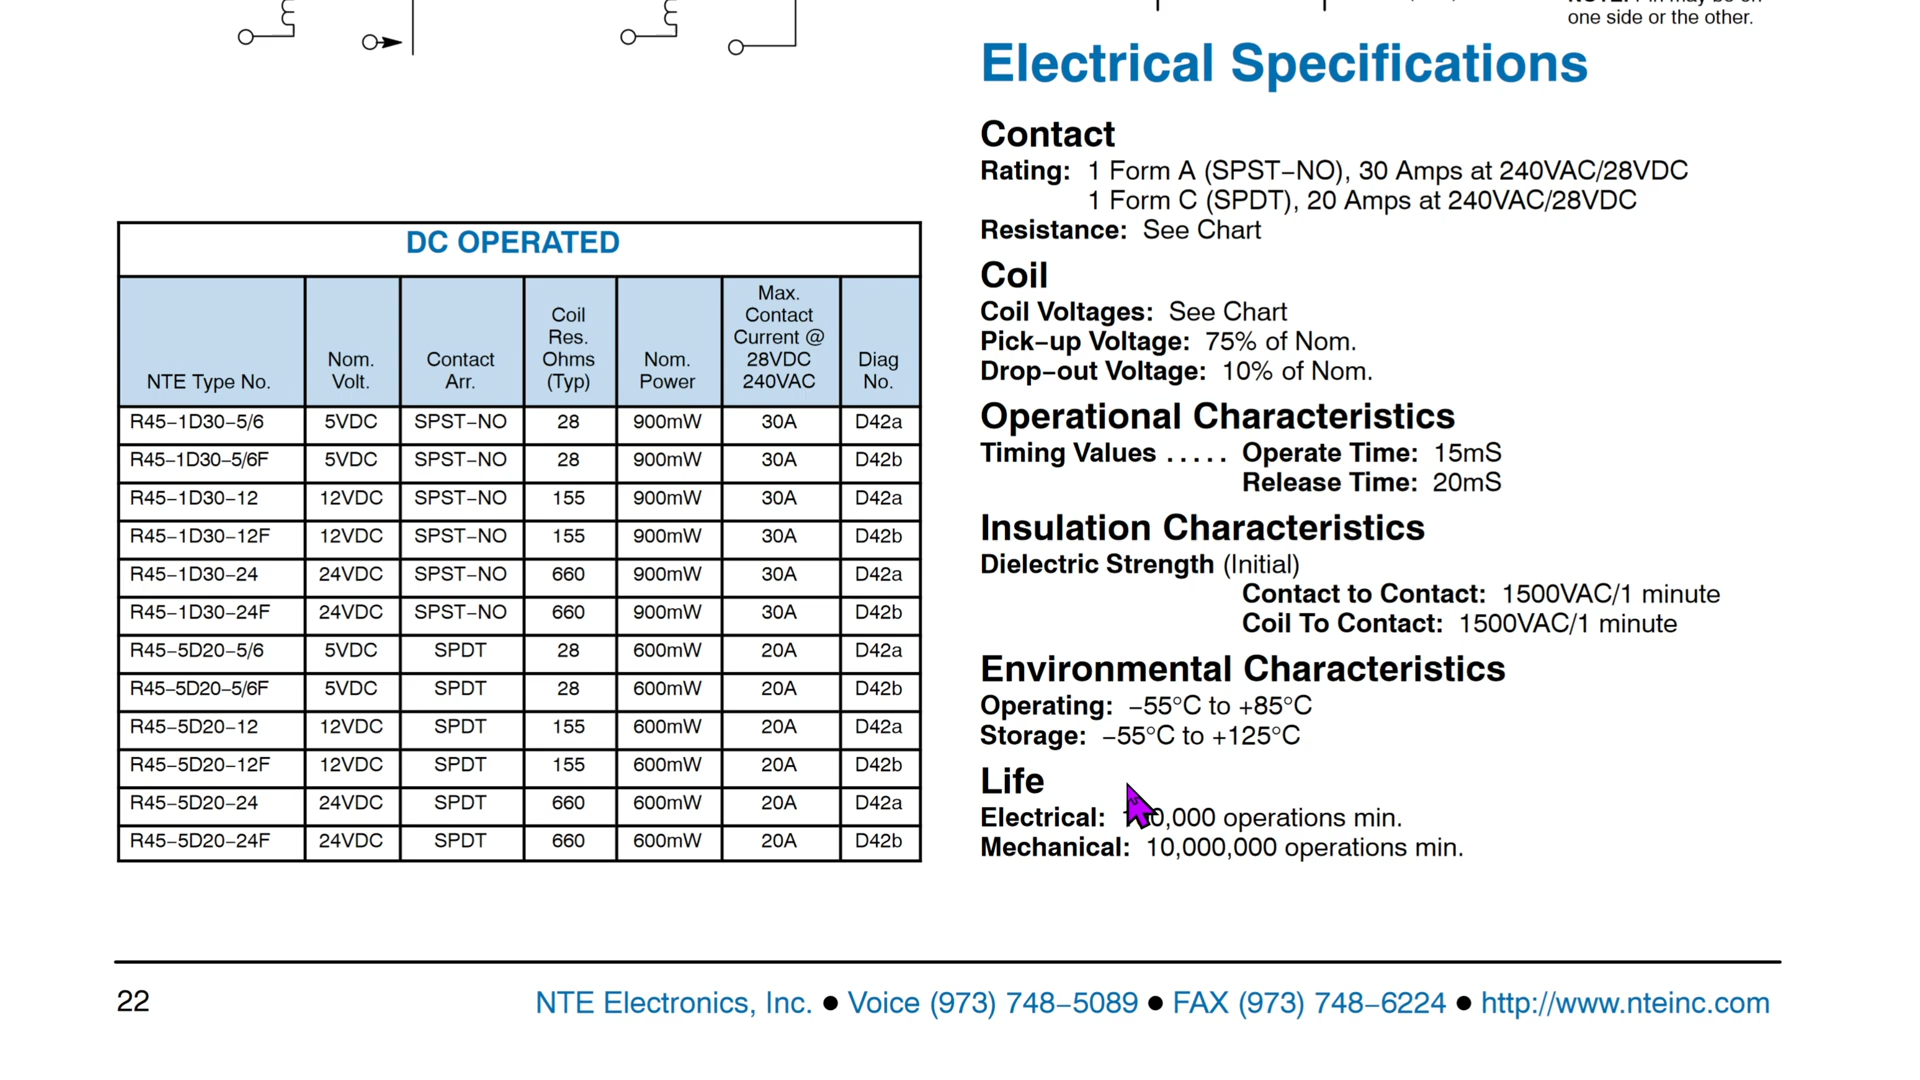 one side or the other.
Electrical Specifications
Contact
Rating: 1 Form A (SPST–NO), 30 Amps at 240VAC/28VDC
1 Form C (SPDT), 20 Amps at 240VAC/28VDC
Resistance: See Chart
Coil
Coil Voltages: See Chart
Pick–up Voltage: 75% of Nom.
Drop–out Voltage: 10% of Nom.
Operational Characteristics
Timing Values ..... Operate Time: 15mS
Release Time: 20mS
Insulation Characteristics
Dielectric Strength (Initial)
Contact to Contact: 1500VAC/1 minute
Coil To Contact: 1500VAC/1 minute
Environmental Characteristics
Operating: –55°C to +85°C
Storage: –55°C to +125°C
Life
Electrical: operations min.
Mechanical: 10,000,000 operations min.
DC OPERATED
NTE Type No. Nom. Volt. Contact Arr. Coil Res. Ohms (Typ) Nom. Power Max. Contact Current @ 28VDC 240VAC Diag No.
R45–1D30–5/6 5VDC SPST–NO 28 900mW 30A D42a
R45–1D30–5/6F 5VDC SPST–NO 28 900mW 30A D42b
R45–1D30–12 12VDC SPST–NO 155 900mW 30A D42a
R45–1D30–12F 12VDC SPST–NO 155 900mW 30A D42b
R45–1D30–24 24VDC SPST–NO 660 900mW 30A D42a
R45–1D30–24F 24VDC SPST–NO 660 900mW 30A D42b
R45–5D20–5/6 5VDC SPDT 28 600mW 20A D42a
R45–5D20–5/6F 5VDC SPDT 28 600mW 20A D42b
R45–5D20–12 12VDC SPDT 155 600mW 20A D42a
R45–5D20–12F 12VDC SPDT 155 600mW 20A D42b
R45–5D20–24 24VDC SPDT 660 600mW 20A D42a
R45–5D20–24F 24VDC SPDT 660 600mW 20A D42b
22 NTE Electronics, Inc. ● Voice (973) 748–5089 ● FAX (973) 748–6224 ● http://www.nteinc.com